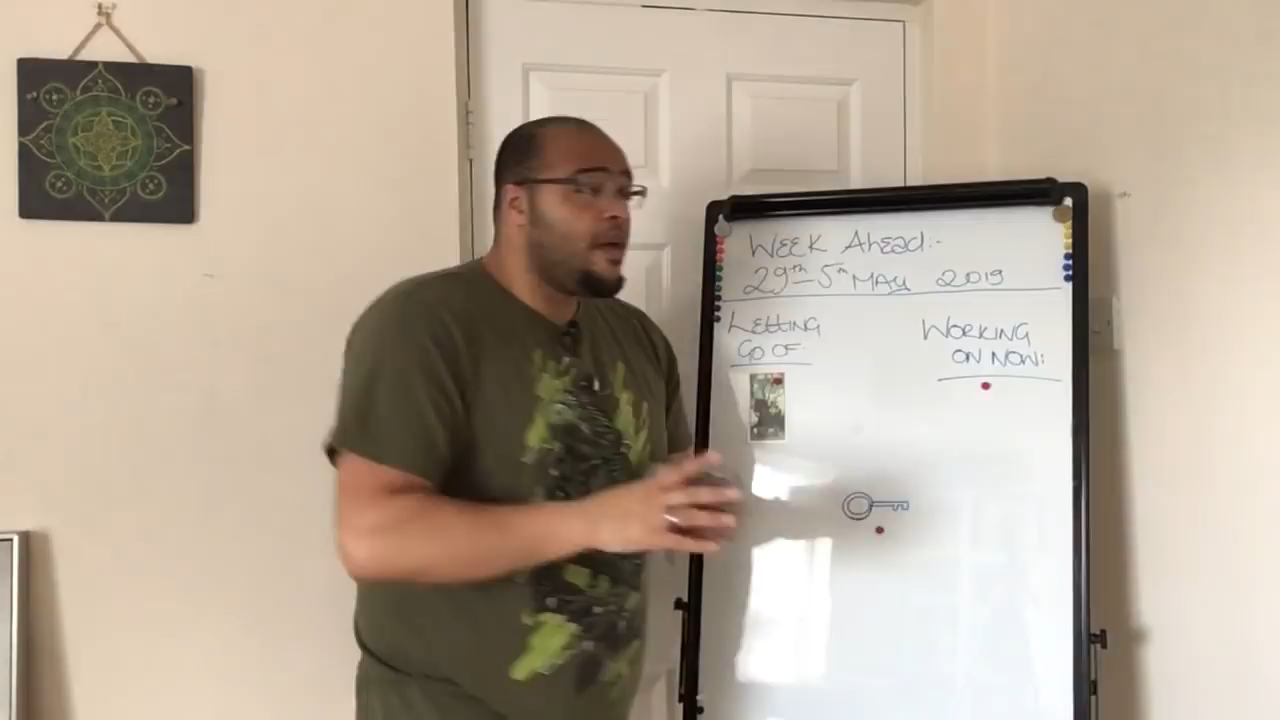 WEEK AHEAD:-
29th - 5th MAY 2019
LETTING
GO OF
WORKING
ON NOW: